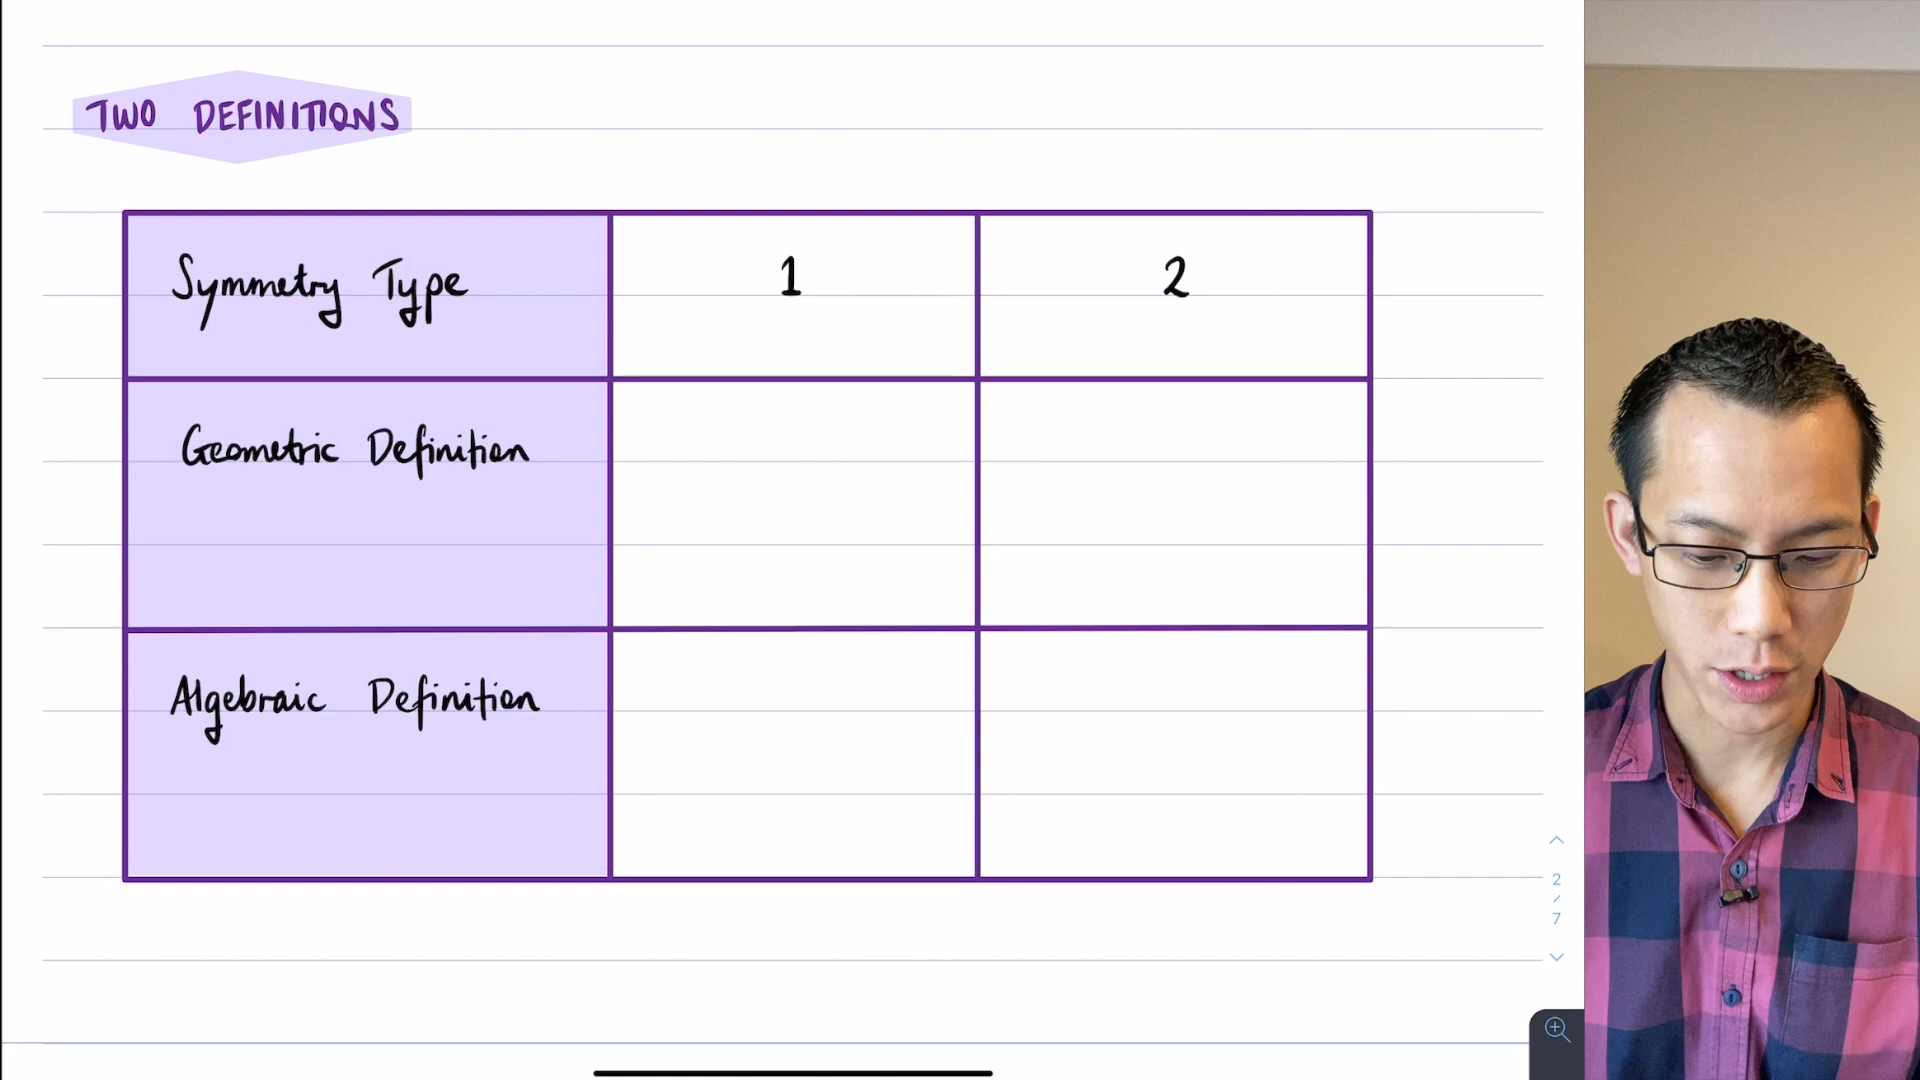 TWO DEFINITIONS
Symmetry Type 1 2
Geometric Definition
Algebraic Definition
2
/
7